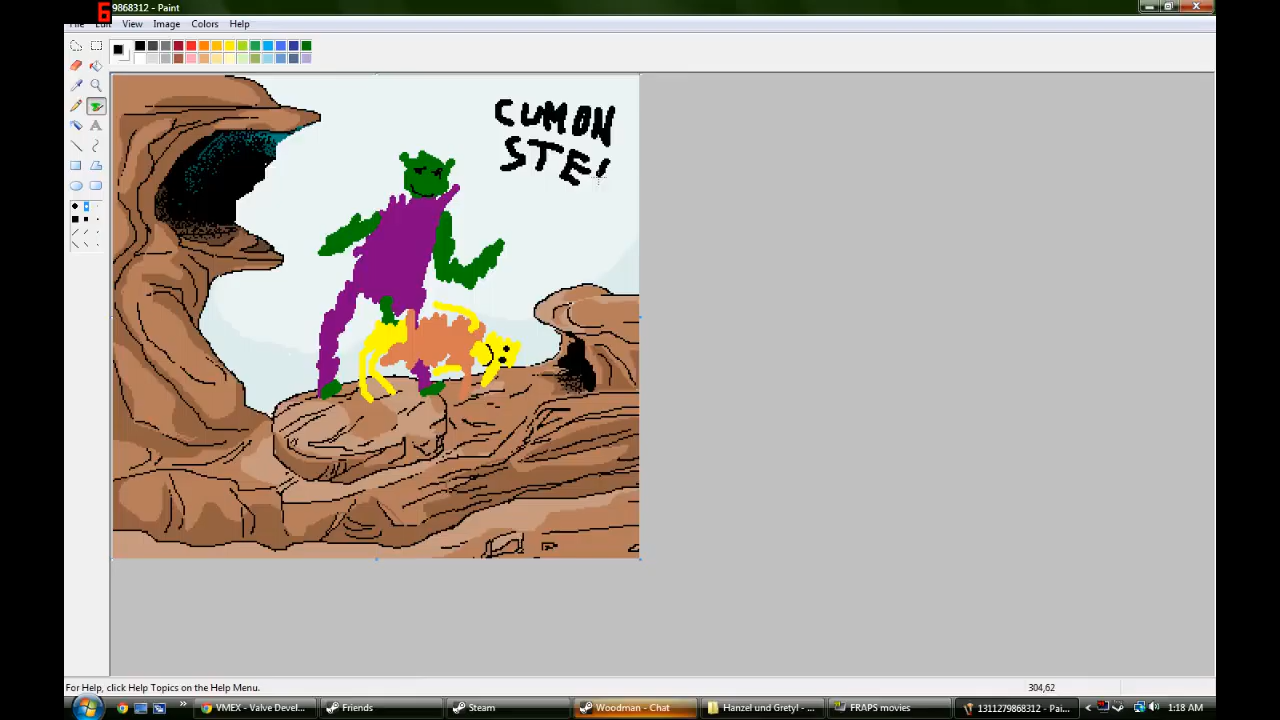 6
9868312 - Paint
File Edit View Image Colors Help
CUMON
STE!
For Help, click Help Topics on the Help Menu.
304,62
VMEX - Valve Devel...
Friends
Steam
Woodman - Chat
Hanzel und Gretyl - ...
FRAPS movies
1311279868312 - Pai...
1:18 AM